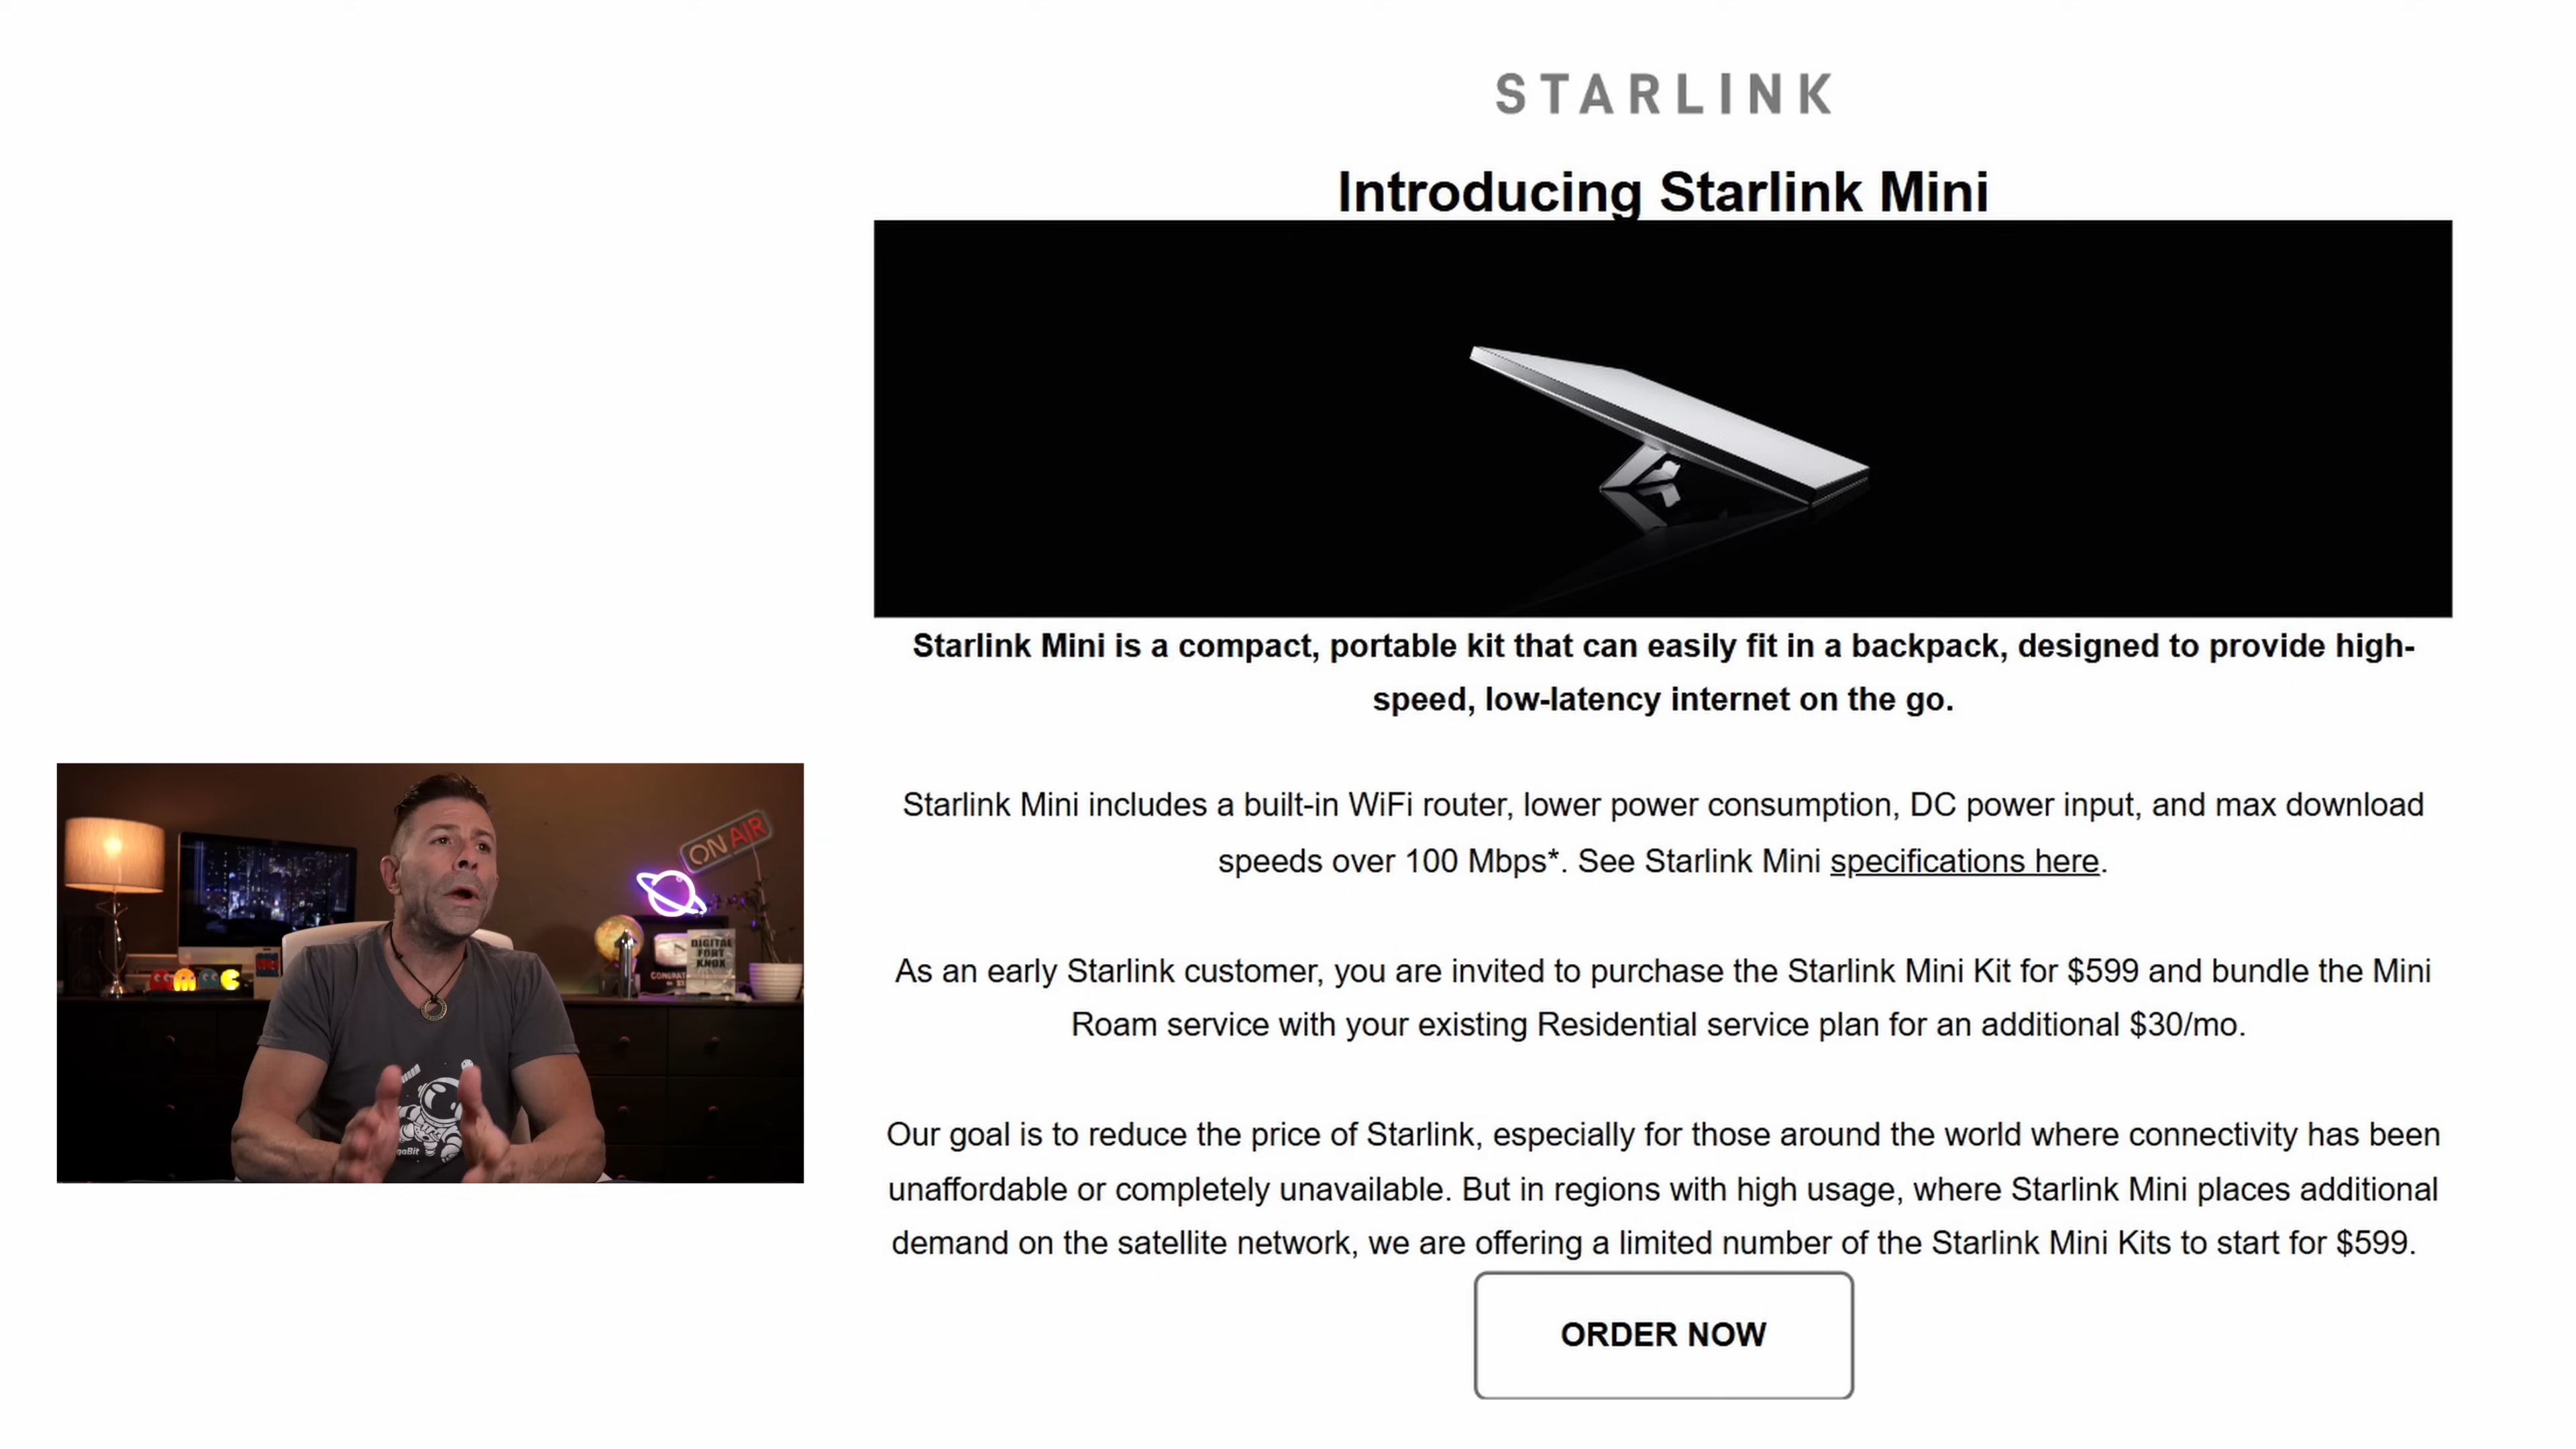 STARLINK
Introducing Starlink Mini
Starlink Mini is a compact, portable kit that can easily fit in a backpack, designed to provide high-
speed, low-latency internet on the go.
Starlink Mini includes a built-in WiFi router, lower power consumption, DC power input, and max download
speeds over 100 Mbps*. See Starlink Mini specifications here.
As an early Starlink customer, you are invited to purchase the Starlink Mini Kit for $599 and bundle the Mini
Roam service with your existing Residential service plan for an additional $30/mo.
Our goal is to reduce the price of Starlink, especially for those around the world where connectivity has been
unaffordable or completely unavailable. But in regions with high usage, where Starlink Mini places additional
demand on the satellite network, we are offering a limited number of the Starlink Mini Kits to start for $599.
ORDER NOW
ON AIR
DIGITAL
FORT
KNOX